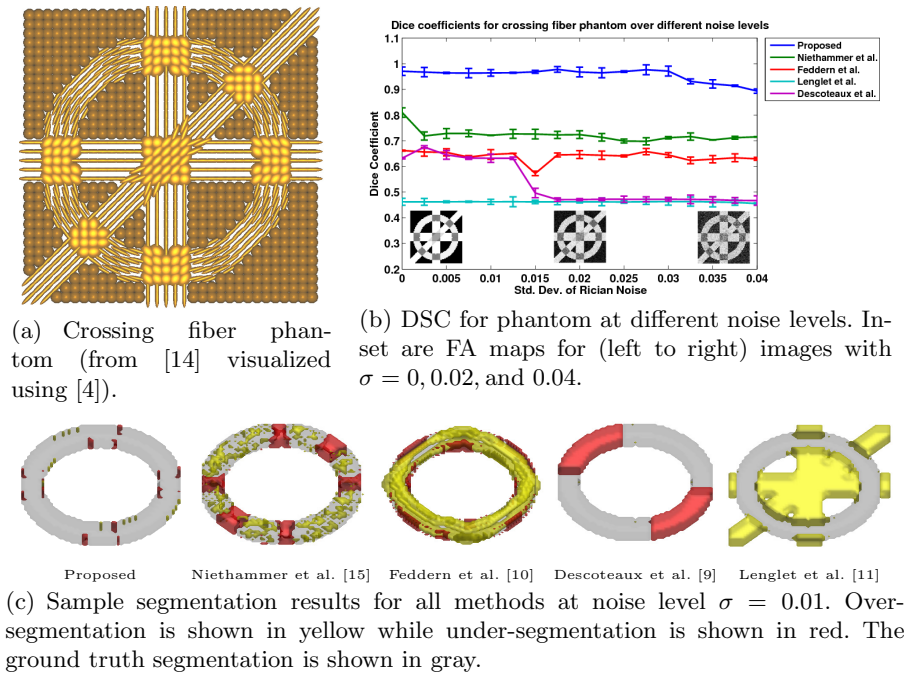 Dice coefficients for crossing fiber phantom over different noise levels
1.1
1
0.9
0.8
0.7
0.6
0.5
0.4
0.3
0.2
Dice Coefficient
0
0.005
0.01
0.015
0.02
0.025
0.03
0.035
0.04
Std. Dev. of Rician Noise
Proposed
Niethammer et al.
Feddern et al.
Lenglet et al.
Descoteaux et al.
(a) Crossing fiber phan-
tom (from [14] visualized
using [4]).
(b) DSC for phantom at different noise levels. In-
set are FA maps for (left to right) images with
σ = 0, 0.02, and 0.04.
Proposed
Niethammer et al. [15]
Feddern et al. [10]
Descoteaux et al. [9]
Lenglet et al. [11]
(c) Sample segmentation results for all methods at noise level σ = 0.01. Over-
segmentation is shown in yellow while under-segmentation is shown in red. The
ground truth segmentation is shown in gray.